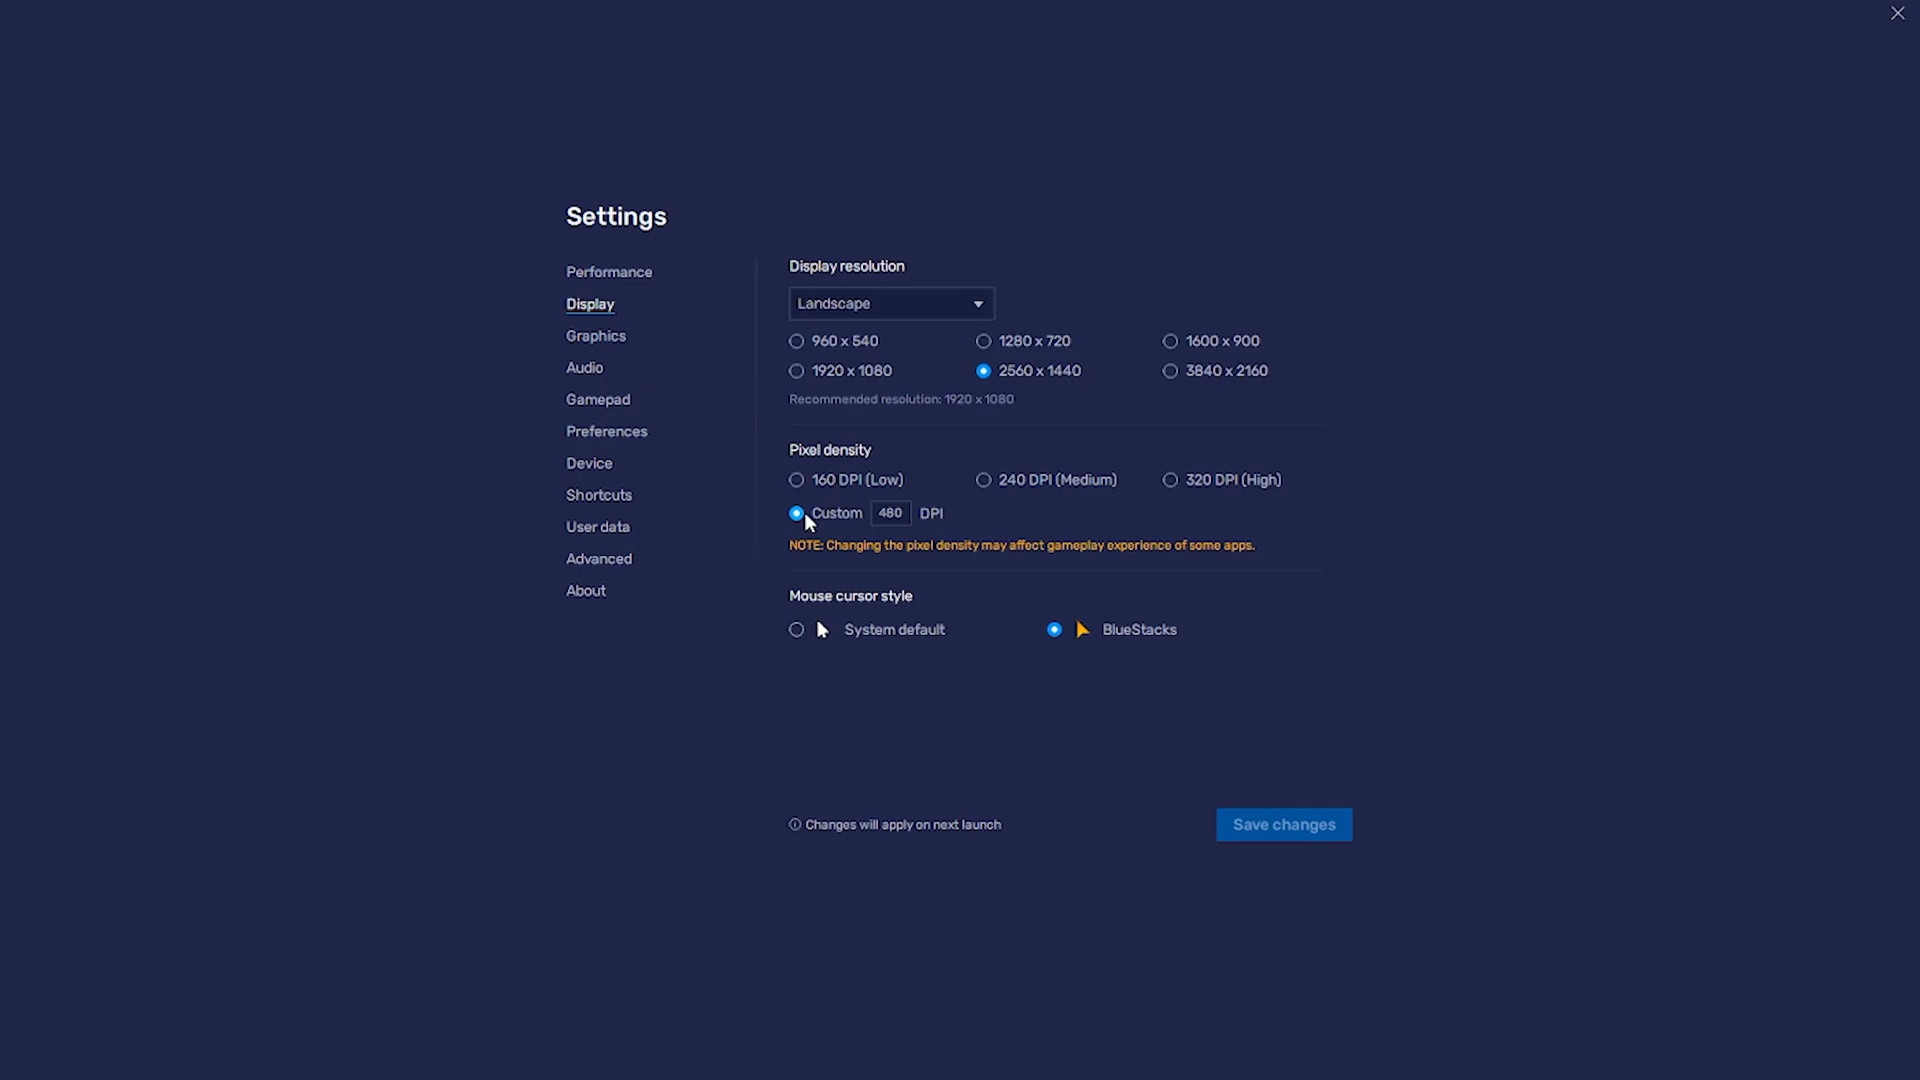 Settings
Performance
Display
Graphics
Audio
Gamepad
Preferences
Device
Shortcuts
User data
Advanced
About
Display resolution
Landscape
960 x 540 1280 x 720 1600 x 900
1920 x 1080 2560 x 1440 3840 x 2160
Recommended resolution: 1920 x 1080
Pixel density
160 DPI (Low) 240 DPI (Medium) 320 DPI (High)
Custom 480 DPI
NOTE: Changing the pixel density may affect gameplay experience of some apps.
Mouse cursor style
System default BlueStacks
Changes will apply on next launch Save changes